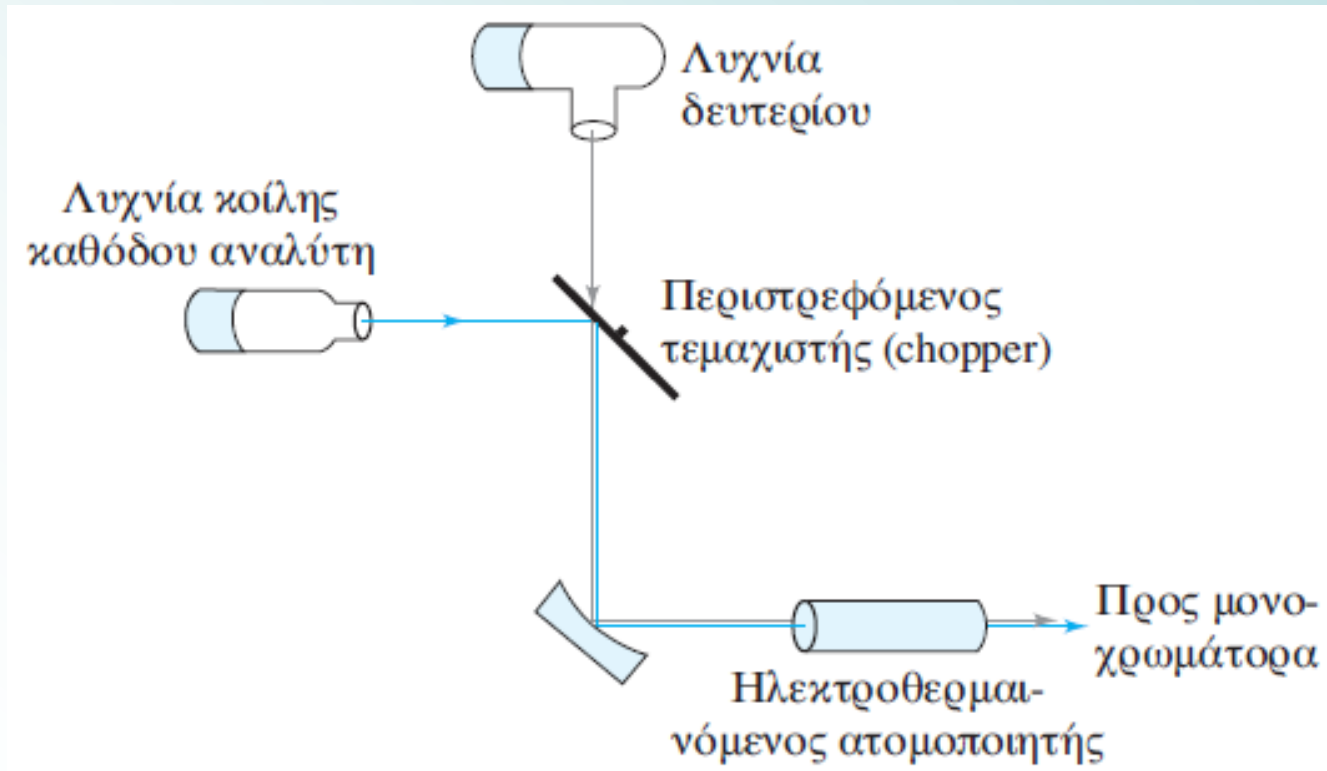 Λυχνία
δευτερίου
Λυχνία κοίλης
καθόδου αναλύτη
Περιστρεφόμενος
τεμαχιστής (chopper)
Προς μονο-
χρωμάτορα
Ηλεκτροθερμαι-
νόμενος ατομοποιητής